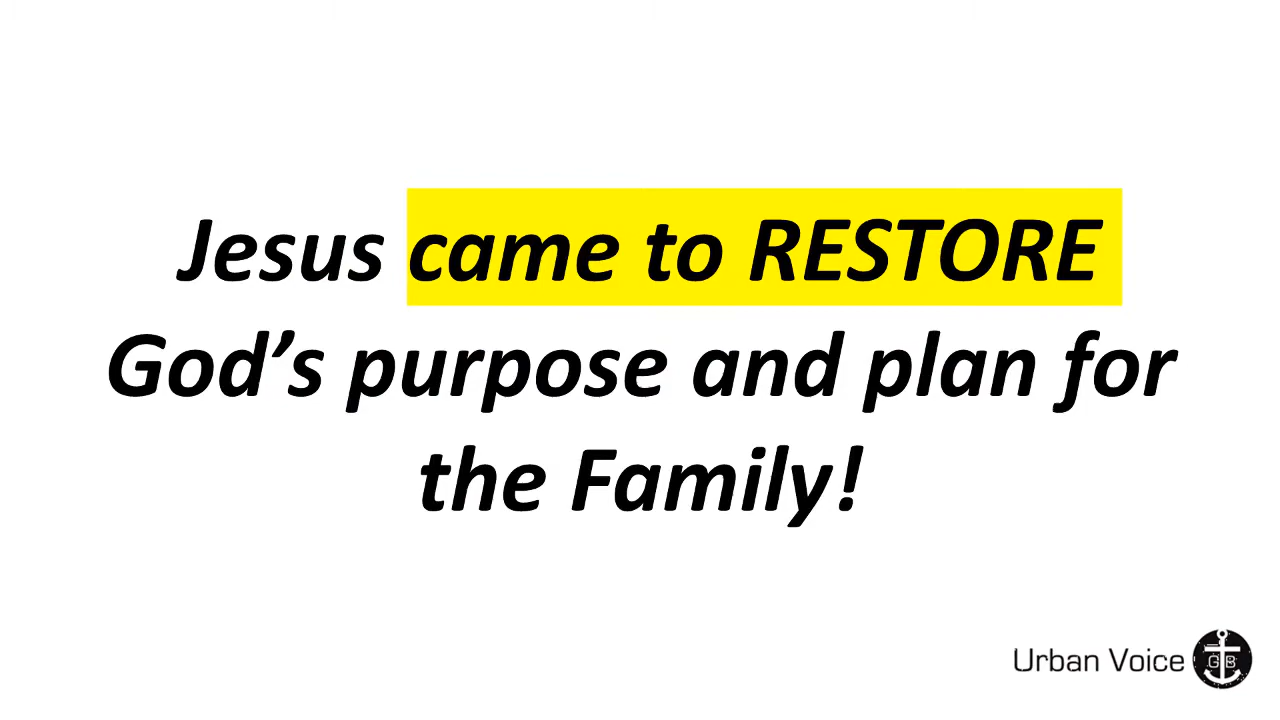 Jesus came to RESTORE
God’s purpose and plan for
the Family!
Urban Voice
G B